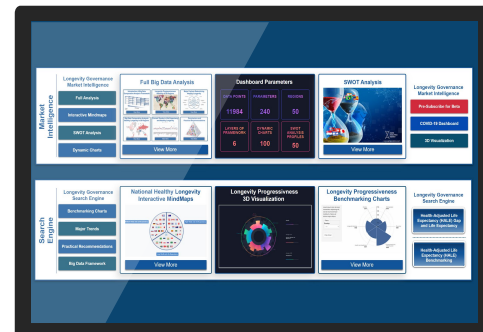 Market
Intelligence
Longevity Governance
Market Intelligence
Full Analysis
Interactive Mindmaps
SWOT Analysis
Dynamic Charts
Full Big Data Analysis
View More
Dashboard Parameters
DATA POINTS
PARAMETERS
REGIONS
11984
240
50
LAYERS OF
FRAMEWORK
DYNAMIC
CHARTS
SWOT
ANALYSIS
PROFILES
6
100
50
SWOT Analysis
View More
Longevity Governance
Market Intelligence
Pre-Subscribe for Beta
COVID-19 Dashboard
3D Visualization
Search
Engine
Longevity Governance
Search Engine
Benchmarking Charts
Major Trends
Practical Recommendations
Big Data Framework
National Healthy Longevity
Interactive MindMaps
View More
Longevity Progressiveness
3D Visualization
Longevity Progressiveness
Benchmarking Charts
View More
Longevity Governance
Search Engine
Health-Adjusted Life
Expectancy (HALE) Gap
and Life Expectancy
Health-Adjusted Life
Expectancy (HALE)
Benchmarking